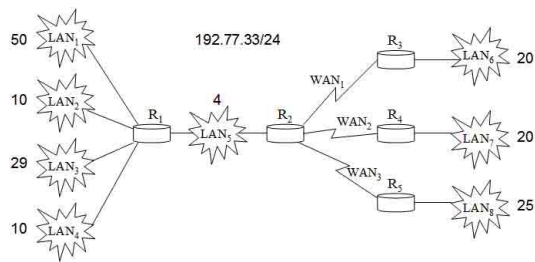 50 LAN1
10 LAN2
29 LAN3
10 LAN4
R1
192.77.33/24
4
LAN5
R2
WAN1
WAN2
WAN3
R3
R4
R5
LAN6 20
LAN7 20
LAN8 25